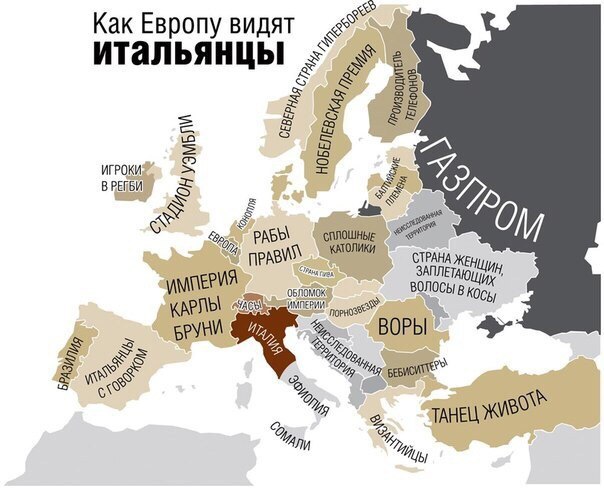 Как Европу видят
итальянцы
СЕВЕРНАЯ СТРАНА ГИПЕРБОРЕЕВ
НОБЕЛЕВСКАЯ ПРЕМИЯ
ПРОИЗВОДИТЕЛЬ
ТЕЛЕФОНОВ
ГАЗПРОМ
ИГРОКИ
В РЕГБИ
СТАДИОН УЭМБЛИ
БАЛТИЙСКИЕ
ПЛЕМЕНА
НЕИССЛЕДОВАННАЯ
ТЕРРИТОРИЯ
КОНОПЛЯ
ЕВРОПА
РАБЫ
ПРАВИЛ
СПЛОШНЫЕ
КАТОЛИКИ
СТРАНА ЖЕНЩИН,
ЗАПЛЕТАЮЩИХ
ВОЛОСЫ В КОСЫ
СТРАНА ПИВА
ИМПЕРИЯ
КАРЛЫ
БРУНИ
ЧАСЫ
ОБЛОМОК
ИМПЕРИИ
ПОРНОЗВЕЗДЫ
ИТАЛИЯ
НЕИССЛЕДОВАННАЯ
ТЕРРИТОРИЯ
ВОРЫ
БЕБИСИТТЕРЫ
БРАЗИЛИЯ
ИТАЛЬЯНЦЫ
С ГОВОРКОМ
ЭФИОПИЯ
СОМАЛИ
ВИЗАНТИЙЦЫ
ТАНЕЦ ЖИВОТА